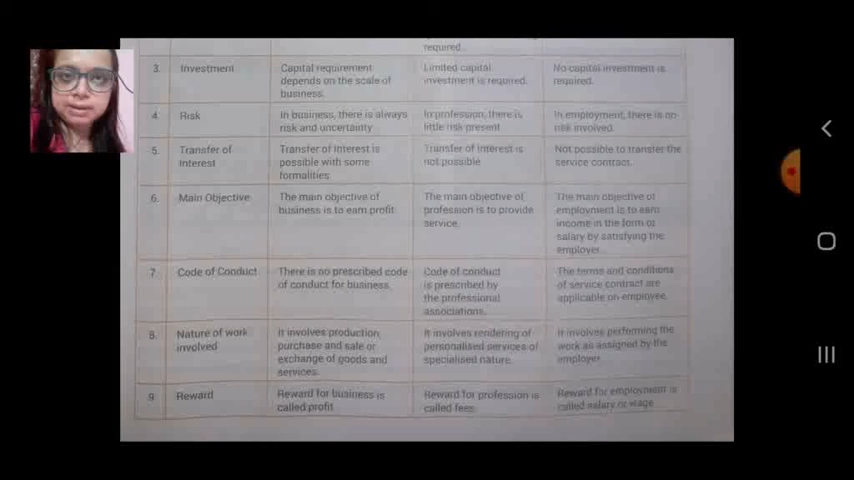 required.
3. Investment Capital requirement Limited capital No capital investment is
depends on the scale of investment is required. required.
business.
4. Risk In business, there is always In profession, there is In employment, there is no
risk and uncertainty little risk present risk involved.
5. Transfer of Transfer of interest is Transfer of interest is Not possible to transfer the
Interest possible with some not possible service contract.
formalities.
6. Main Objective The main objective of The main objective of The main objective of
business is to earn profit profession is to provide employment is to earn
service. income in the form of
salary by satisfying the
employer.
7. Code of Conduct There is no prescribed code Code of conduct The terms and conditions
of conduct for business. is prescribed by of service contract are
the professional applicable on employee.
associations.
8. Nature of work It involves production, It involves rendering of It involves performing the
involved purchase and sale or personalised services of work as assigned by the
exchange of goods and specialised nature. employer
services.
9 Reward Reward for business is Reward for profession is Reward for employment is
called profit called fees called salary or wage